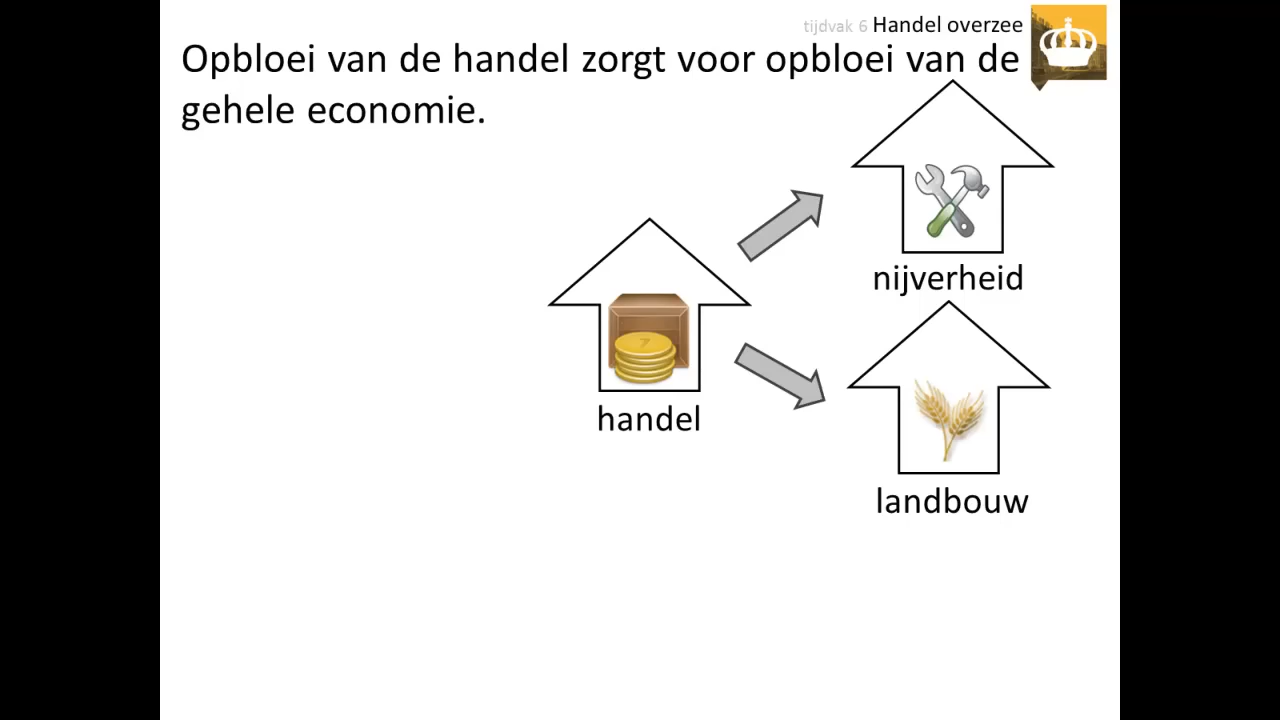 tijdvak 6 Handel overzee
Opbloei van de handel zorgt voor opbloei van de
gehele economie.
nijverheid
handel
landbouw